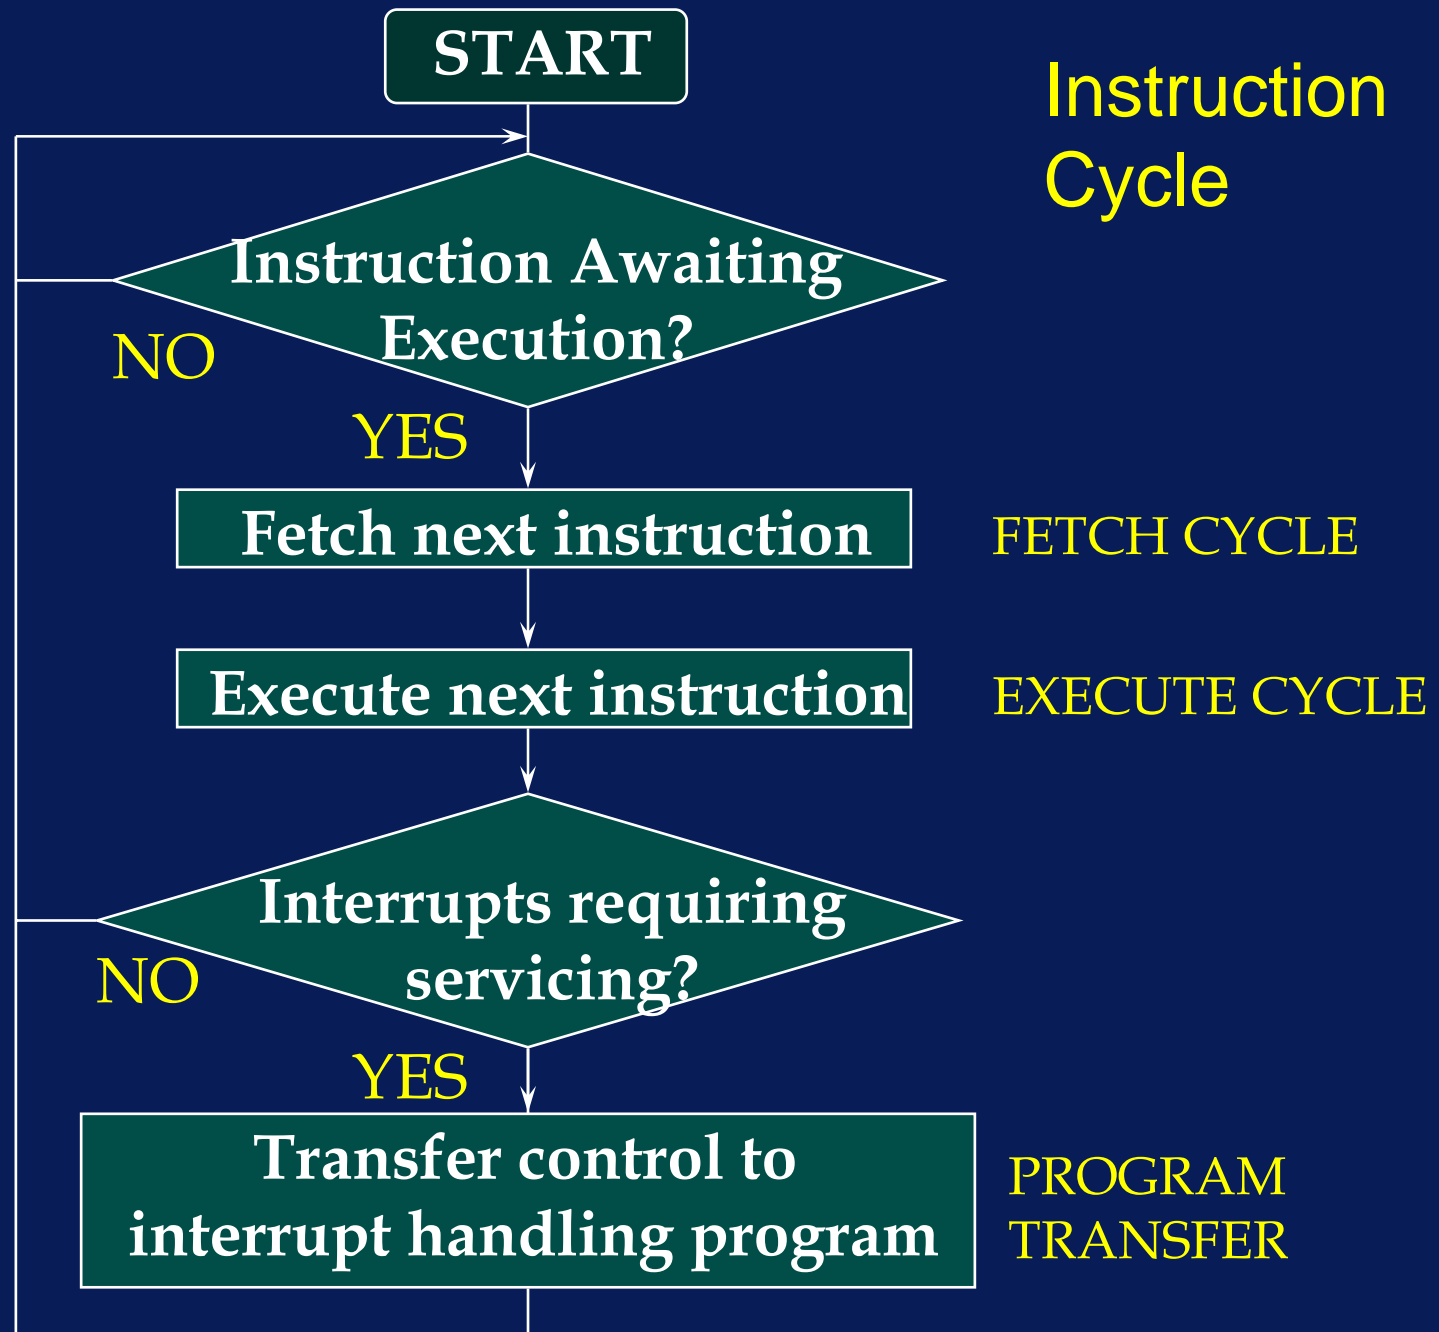 START
Instruction
Cycle
Instruction Awaiting
Execution?
NO
YES
Fetch next instruction
FETCH CYCLE
Execute next instruction
EXECUTE CYCLE
Interrupts requiring
servicing?
NO
YES
Transfer control to
interrupt handling program
PROGRAM
TRANSFER